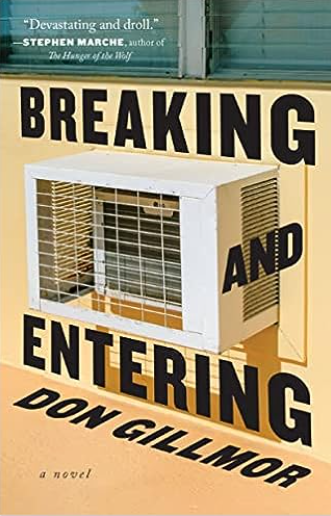 “Devastating and droll.”
—STEPHEN MARCHE, author of
The Hunger of the Wolf
BREAKING
AND
ENTERING
DON GILLMOR
a novel